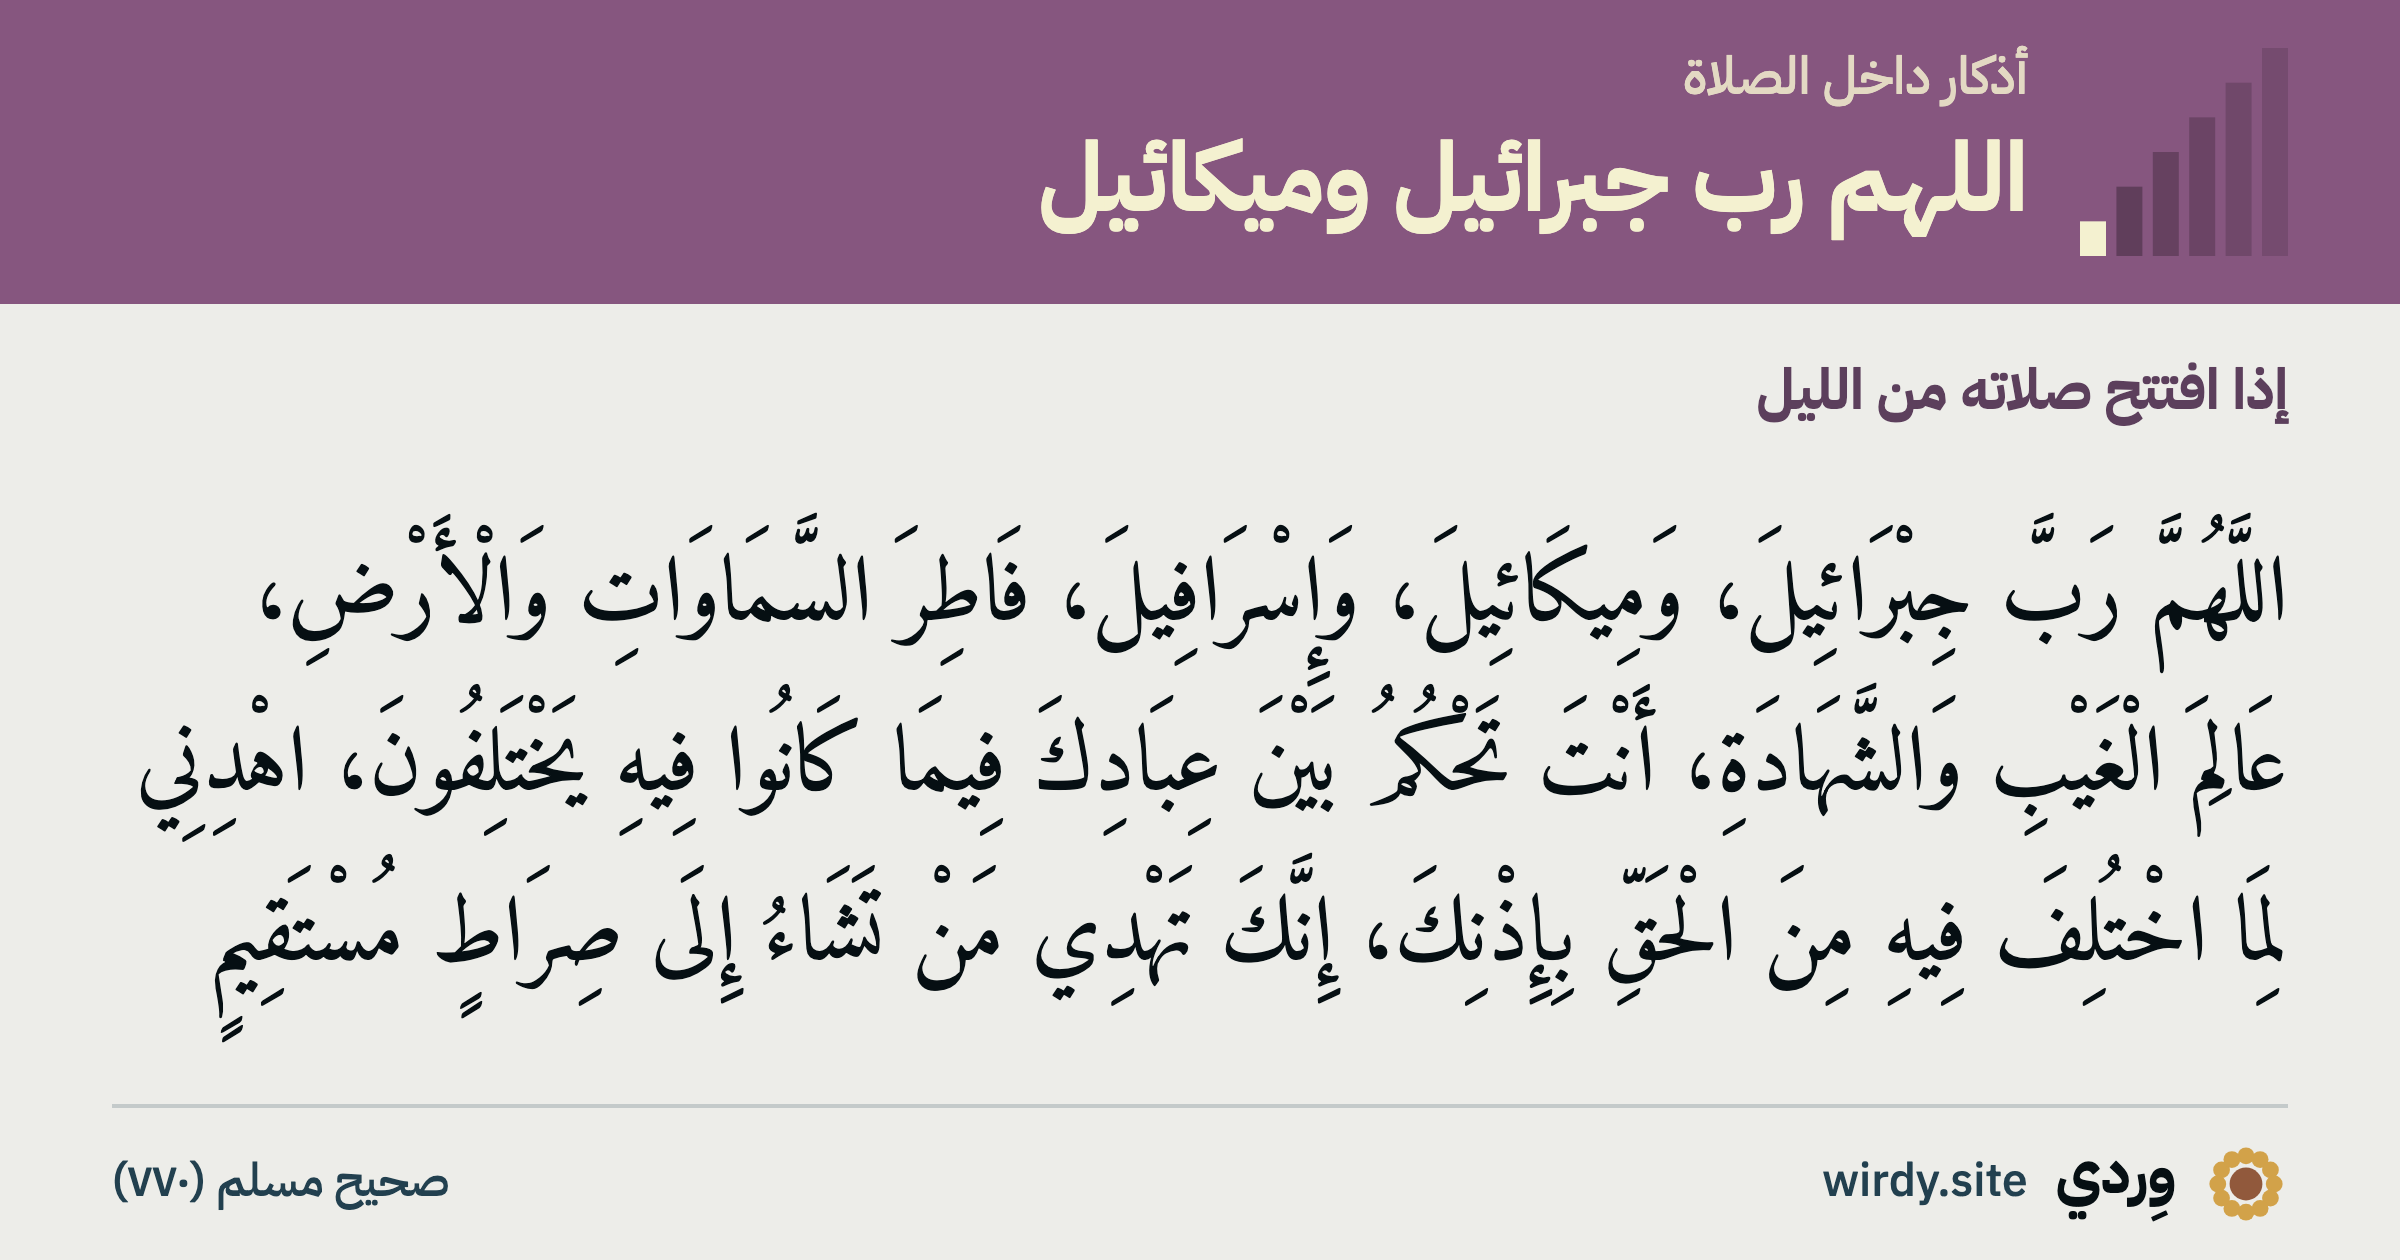 أذكار داخل الصلاة
اللهم رب جبرائيل وميكائيل
إذا افتتح صلاته من الليل
اللَّهُمَّ رَبَّ جِبْرَائِيلَ، وَمِيكَائِيلَ، وَإِسْرَافِيلَ، فَاطِرَ السَّمَاوَاتِ وَالْأَرْضِ،
عَالِمَ الْغَيْبِ وَالشَّهَادَةِ، أَنْتَ تَحْكُمُ بَيْنَ عِبَادِكَ فِيمَا كَانُوا فِيهِ يَخْتَلِفُونَ، اهْدِنِي
لِمَا اخْتُلِفَ فِيهِ مِنَ الْحَقِّ بِإِذْنِكَ، إِنَّكَ تَهْدِي مَنْ تَشَاءُ إِلَى صِرَاطٍ مُسْتَقِيمٍ
وِردي wirdy.site
صحيح مسلم (٧٧٠)